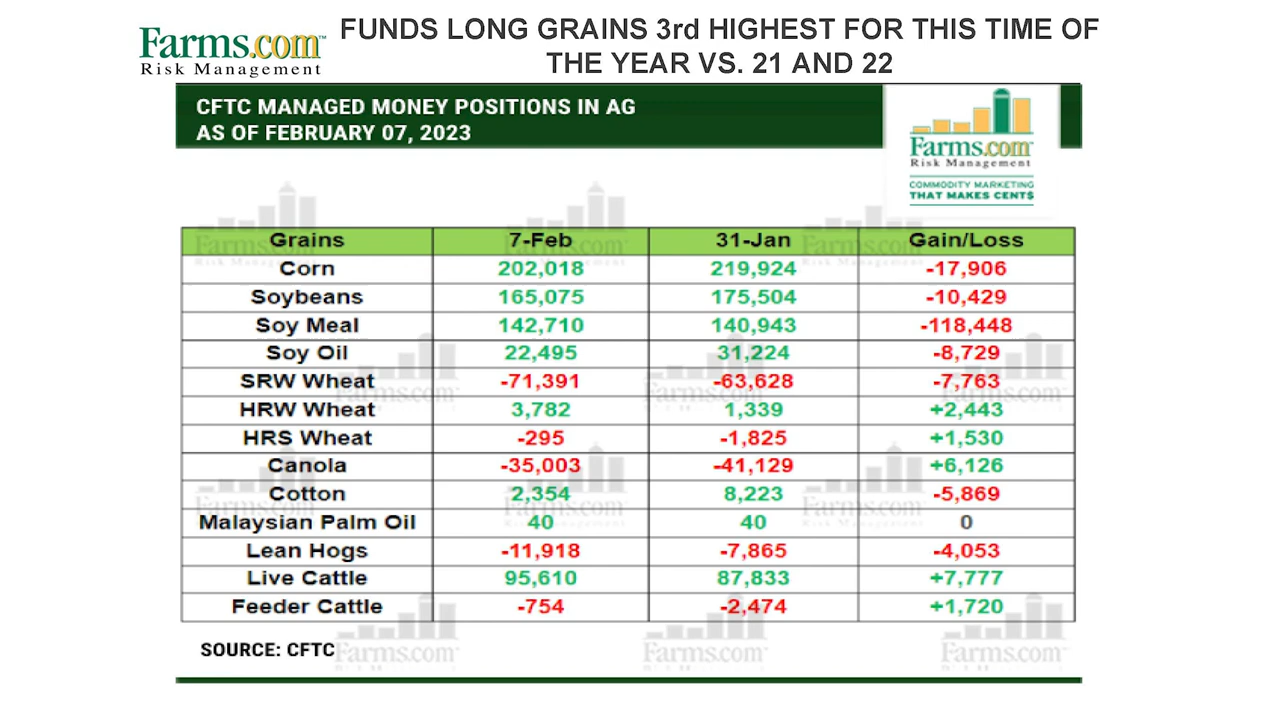 Farms.com™
Risk Management
FUNDS LONG GRAINS 3rd HIGHEST FOR THIS TIME OF
THE YEAR VS. 21 AND 22
CFTC MANAGED MONEY POSITIONS IN AG
AS OF FEBRUARY 07, 2023
Farms.com
Risk Management
COMMODITY MARKETING
THAT MAKES CENT$
Grains 7-Feb 31-Jan Gain/Loss
Corn 202,018 219,924 -17,906
Soybeans 165,075 175,504 -10,429
Soy Meal 142,710 140,943 -118,448
Soy Oil 22,495 31,224 -8,729
SRW Wheat -71,391 -63,628 -7,763
HRW Wheat 3,782 1,339 +2,443
HRS Wheat -295 -1,825 +1,530
Canola -35,003 -41,129 +6,126
Cotton 2,354 8,223 -5,869
Malaysian Palm Oil 40 40 0
Lean Hogs -11,918 -7,865 -4,053
Live Cattle 95,610 87,833 +7,777
Feeder Cattle -754 -2,474 +1,720
SOURCE: CFTC
Farms.com Farms.com Farms.com